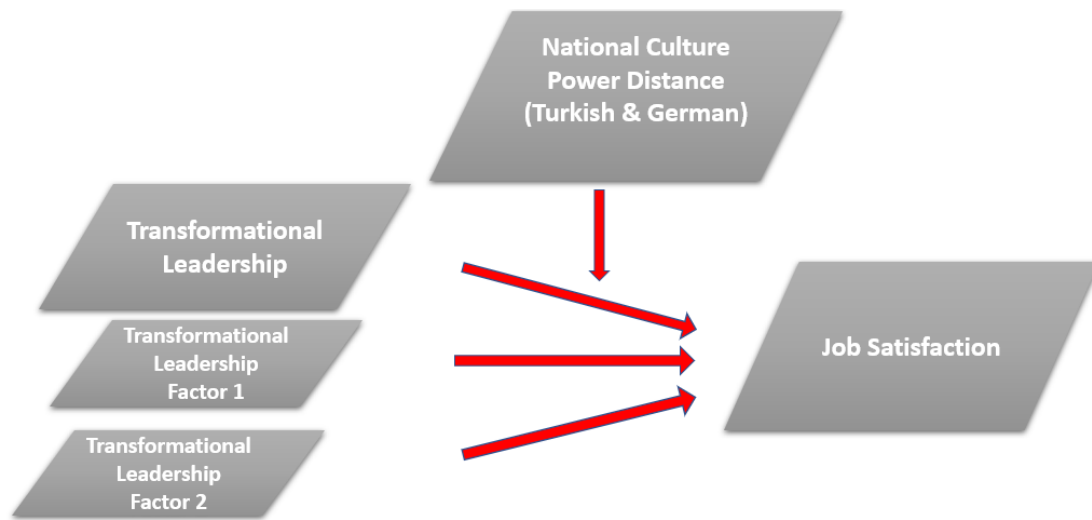 National Culture
Power Distance
(Turkish & German)
Transformational
Leadership
Transformational
Leadership
Factor 1
Transformational
Leadership
Factor 2
Job Satisfaction